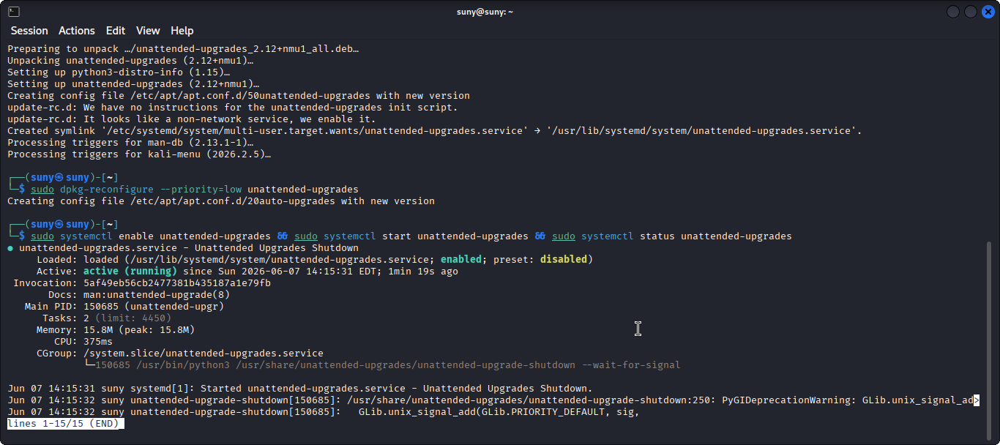 suny@suny: ~
Session Actions Edit View Help
Preparing to unpack …/unattended-upgrades_2.12+nmu1_all.deb…
Unpacking unattended-upgrades (2.12+nmu1)…
Setting up python3-distro-info (1.15)…
Setting up unattended-upgrades (2.12+nmu1)…
Creating config file /etc/apt/apt.conf.d/50unattended-upgrades with new version
update-rc.d: We have no instructions for the unattended-upgrades init script.
update-rc.d: It looks like a non-network service, we enable it.
Created symlink '/etc/systemd/system/multi-user.target.wants/unattended-upgrades.service' → '/usr/lib/systemd/system/unattended-upgrades.service'.
Processing triggers for man-db (2.13.1-1)…
Processing triggers for kali-menu (2026.2.5)…
┌──(suny㉿suny)-[~]
└─$ sudo dpkg-reconfigure --priority=low unattended-upgrades
Creating config file /etc/apt/apt.conf.d/20auto-upgrades with new version
┌──(suny㉿suny)-[~]
└─$ sudo systemctl enable unattended-upgrades && sudo systemctl start unattended-upgrades && sudo systemctl status unattended-upgrades
● unattended-upgrades.service - Unattended Upgrades Shutdown
Loaded: loaded (/usr/lib/systemd/system/unattended-upgrades.service; enabled; preset: disabled)
Active: active (running) since Sun 2026-06-07 14:15:31 EDT; 1min 19s ago
Invocation: 5af49eb56cb2477381b435187a1e79fb
Docs: man:unattended-upgrade(8)
Main PID: 150685 (unattended-upgr)
Tasks: 2 (limit: 4450)
Memory: 15.8M (peak: 15.8M)
CPU: 375ms
CGroup: /system.slice/unattended-upgrades.service
└─150685 /usr/bin/python3 /usr/share/unattended-upgrades/unattended-upgrade-shutdown --wait-for-signal
Jun 07 14:15:31 suny systemd[1]: Started unattended-upgrades.service - Unattended Upgrades Shutdown.
Jun 07 14:15:32 suny unattended-upgrade-shutdown[150685]: /usr/share/unattended-upgrades/unattended-upgrade-shutdown:250: PyGIDeprecationWarning: GLib.unix_signal_ad>
Jun 07 14:15:32 suny unattended-upgrade-shutdown[150685]:   GLib.unix_signal_add(GLib.PRIORITY_DEFAULT, sig,
lines 1-15/15 (END)